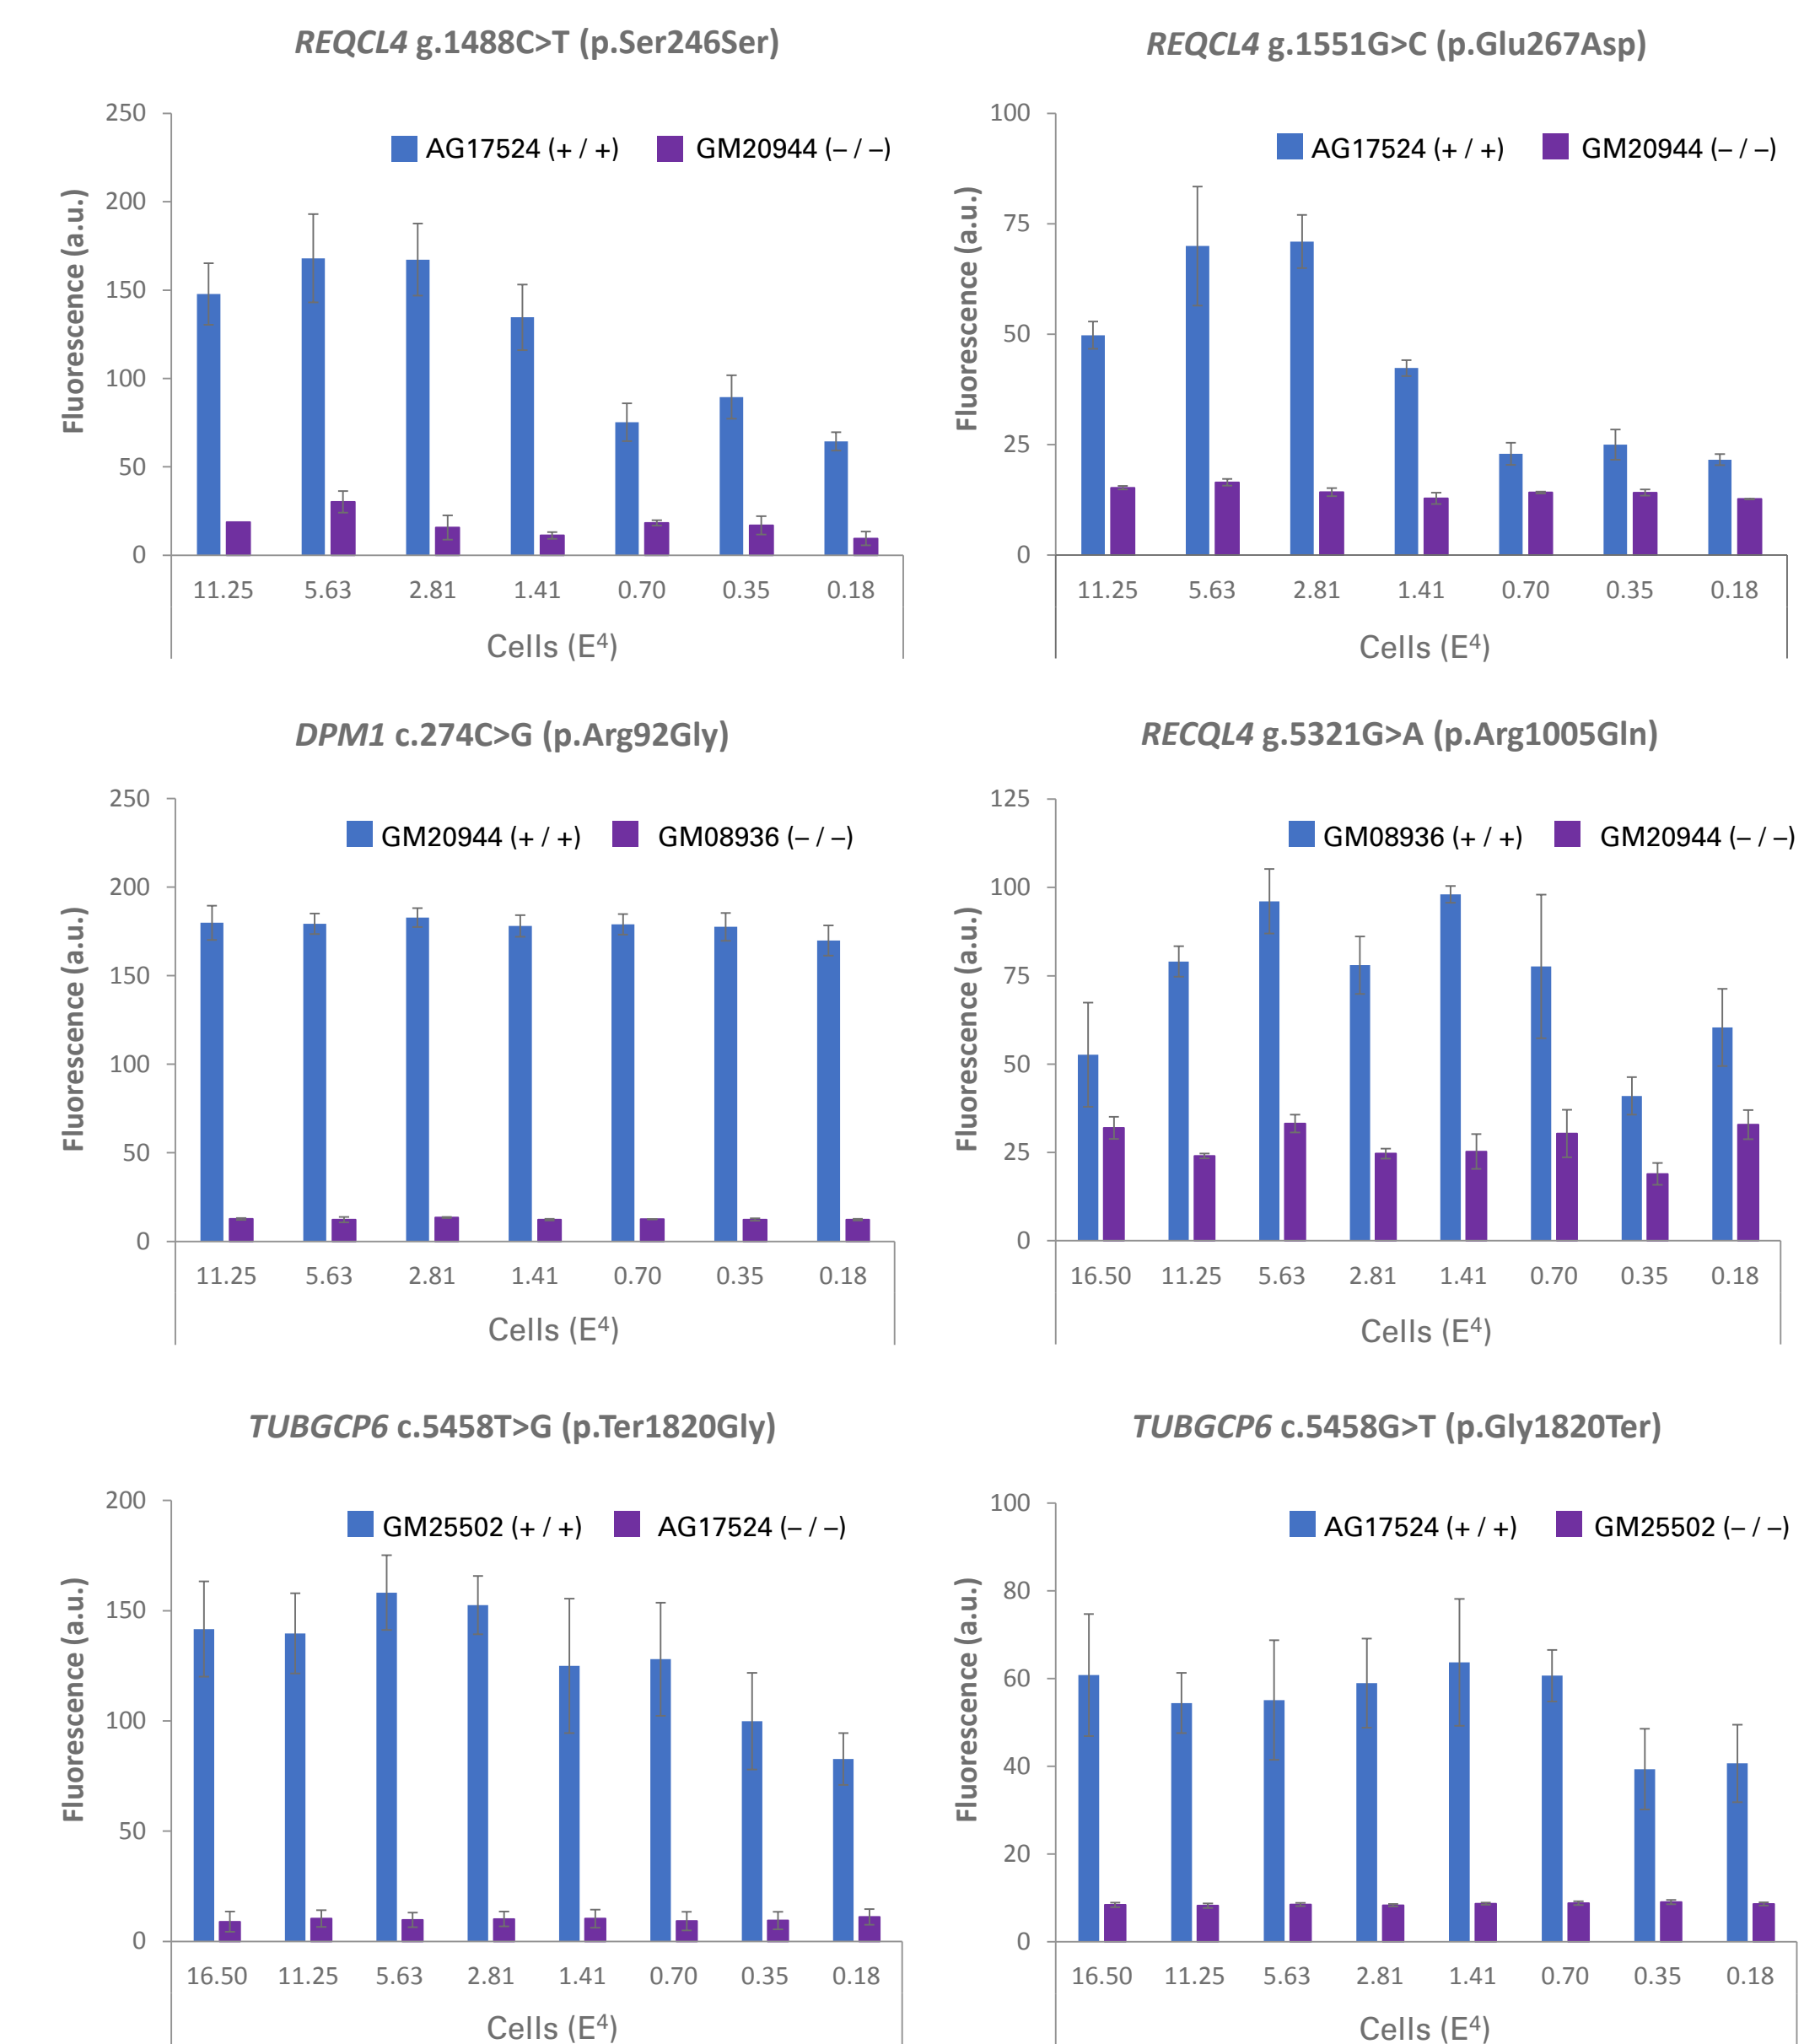 REQCL4 g.1488C>T (p.Ser246Ser)
250
200
150
100
50
0
Fluorescence (a.u.)
AG17524 (+ / +)
GM20944 (– / –)
11.25 5.63 2.81 1.41 0.70 0.35 0.18
Cells (E⁴)
REQCL4 g.1551G>C (p.Glu267Asp)
100
75
50
25
0
Fluorescence (a.u.)
AG17524 (+ / +)
GM20944 (– / –)
11.25 5.63 2.81 1.41 0.70 0.35 0.18
Cells (E⁴)
DPM1 c.274C>G (p.Arg92Gly)
250
200
150
100
50
0
Fluorescence (a.u.)
GM20944 (+ / +)
GM08936 (– / –)
11.25 5.63 2.81 1.41 0.70 0.35 0.18
Cells (E⁴)
RECQL4 g.5321G>A (p.Arg1005Gln)
125
100
75
50
25
0
Fluorescence (a.u.)
GM08936 (+ / +)
GM20944 (– / –)
16.50 11.25 5.63 2.81 1.41 0.70 0.35 0.18
Cells (E⁴)
TUBGCP6 c.5458T>G (p.Ter1820Gly)
200
150
100
50
0
Fluorescence (a.u.)
GM25502 (+ / +)
AG17524 (– / –)
16.50 11.25 5.63 2.81 1.41 0.70 0.35 0.18
Cells (E⁴)
TUBGCP6 c.5458G>T (p.Gly1820Ter)
100
80
60
40
20
0
Fluorescence (a.u.)
AG17524 (+ / +)
GM25502 (– / –)
16.50 11.25 5.63 2.81 1.41 0.70 0.35 0.18
Cells (E⁴)